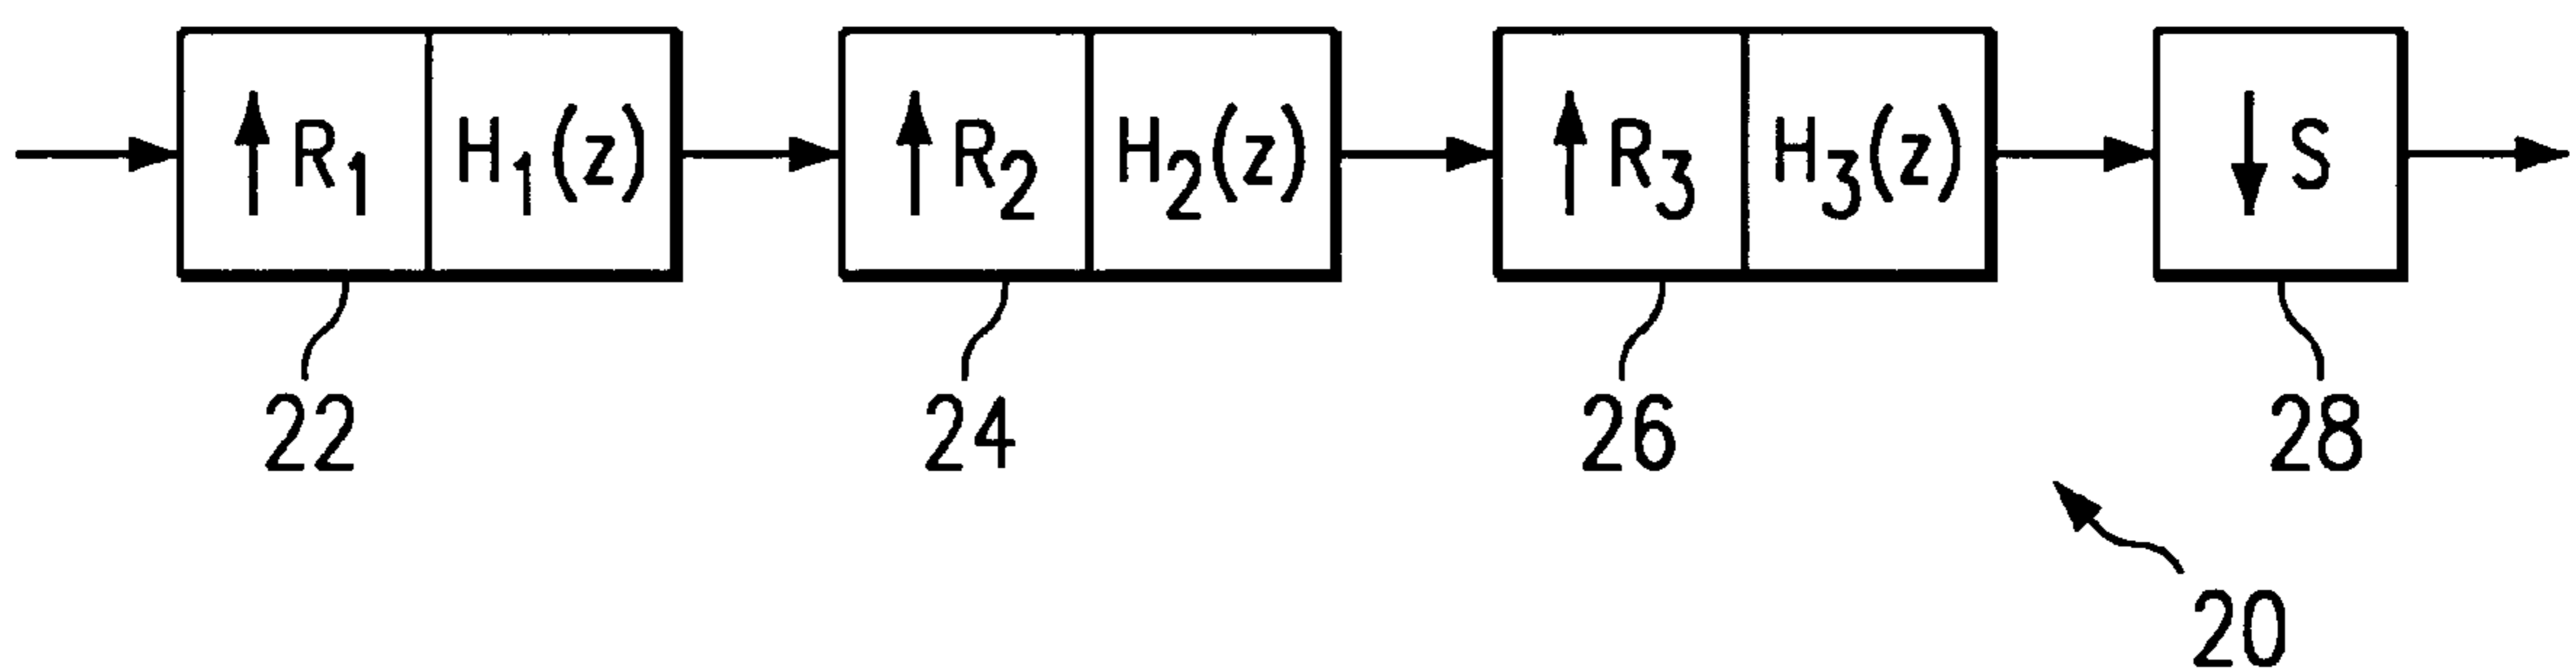 ↑ R₁ H₁(z) ↑ R₂ H₂(z) ↑ R₃ H₃(z) ↓ S
22 24 26 28
20